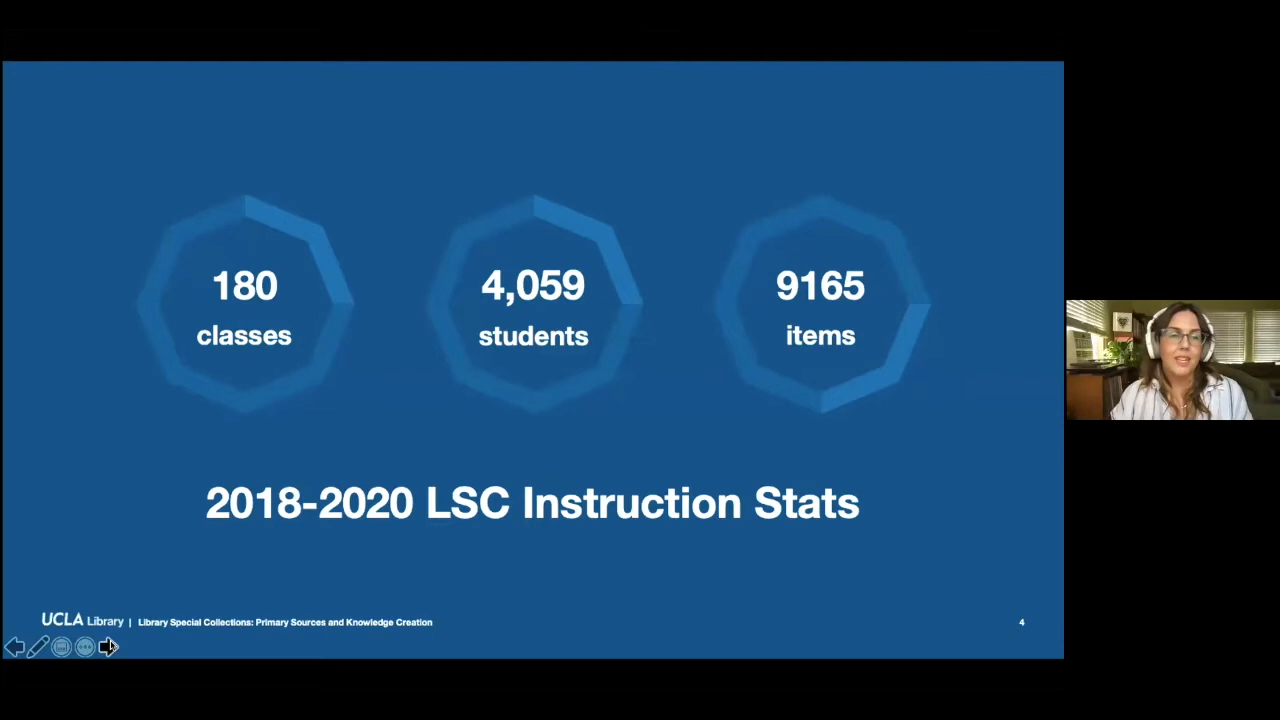 180
classes
4,059
students
9165
items
2018-2020 LSC Instruction Stats
UCLA Library | Library Special Collections: Primary Sources and Knowledge Creation
4